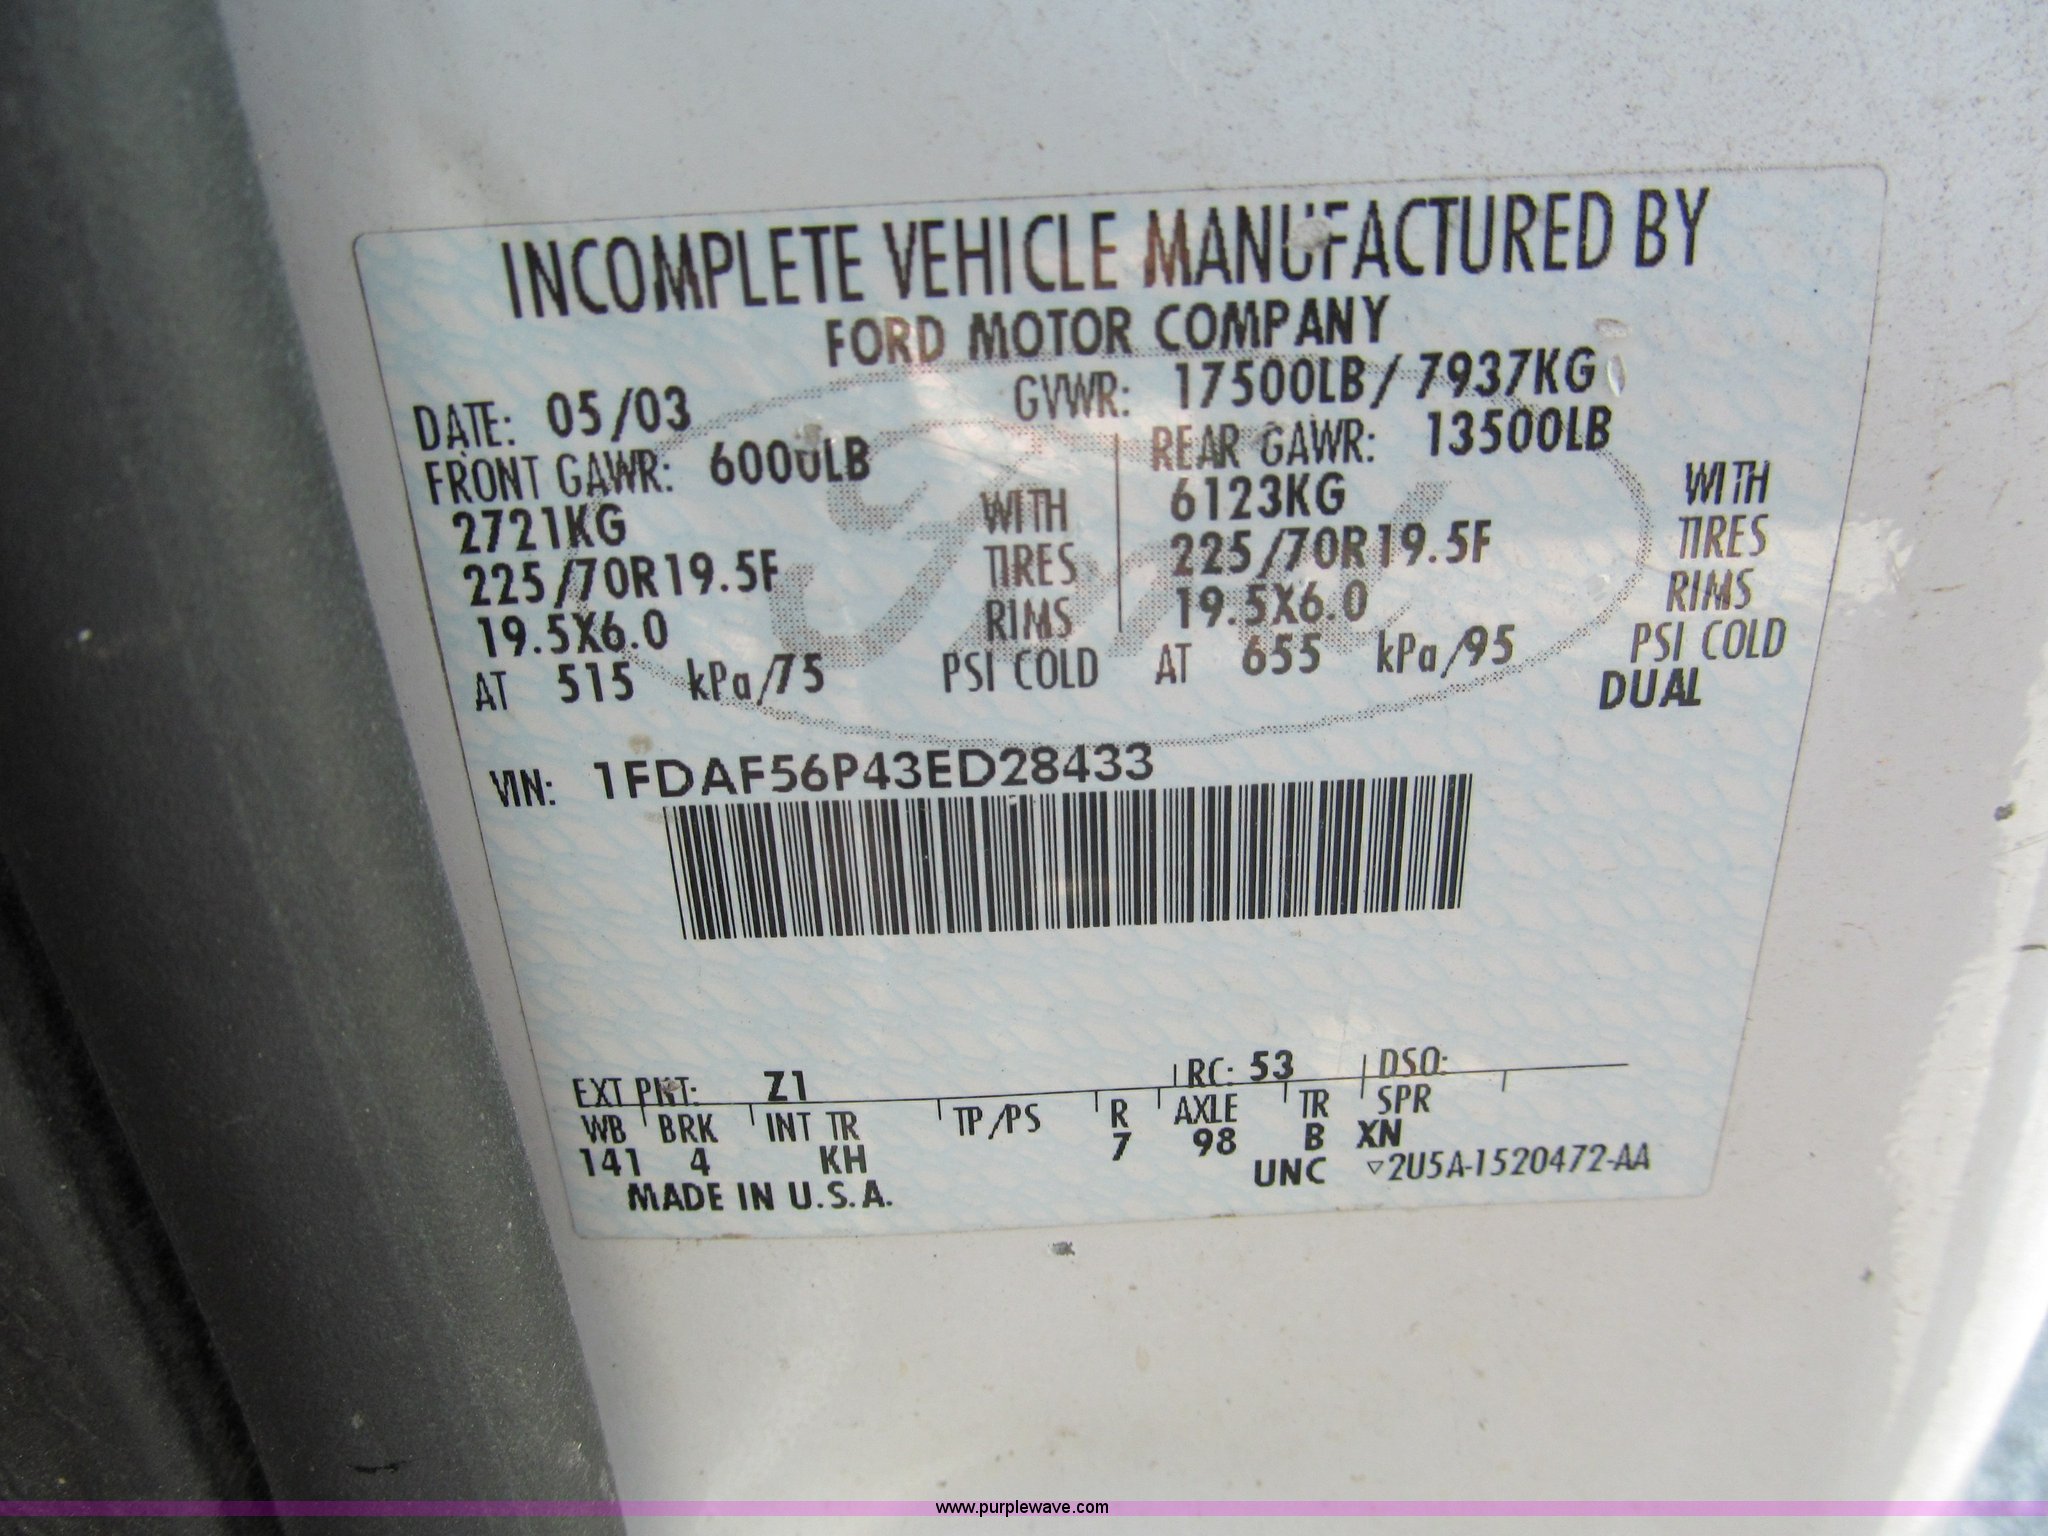 INCOMPLETE VEHICLE MANUFACTURED BY
FORD MOTOR COMPANY
DATE: 05/03 GVWR: 17500LB/ 7937KG
FRONT GAWR: 6000LB REAR GAWR: 13500LB
2721KG WITH 6123KG WITH
225/70R19.5F TIRES 225/70R19.5F TIRES
19.5X6.0 RIMS 19.5X6.0 RIMS
AT 515 kPa/75 PSI COLD AT 655 kPa/95 PSI COLD
DUAL
VIN: 1FDAF56P43ED28433
EXT PNT: Z1 RC: 53 DSO:
WB BRK INT TR TP/PS R AXLE TR SPR
141 4 KH 7 98 B XN
MADE IN U.S.A. UNC ▽2U5A-1520472-AA
Ford
www.purplewave.com